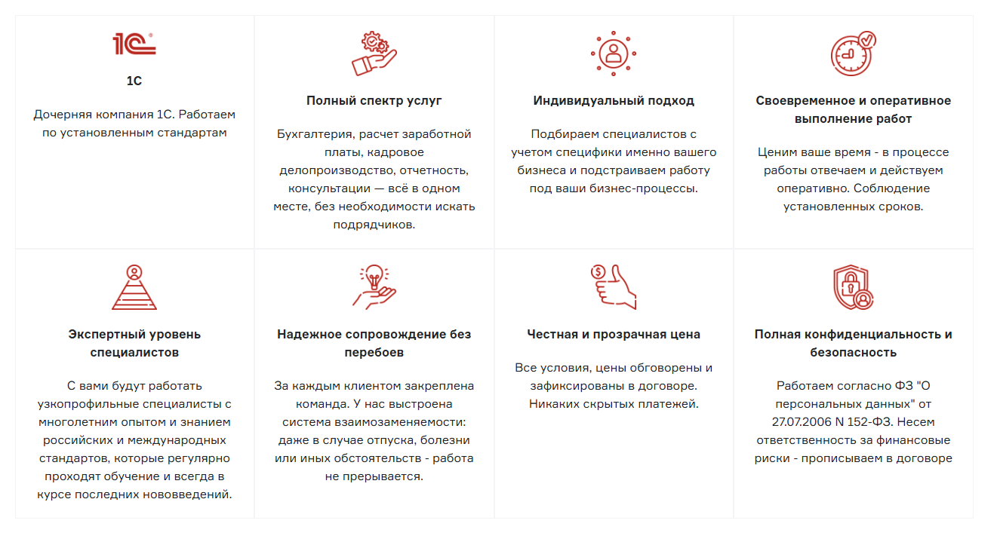 1С®
1С
Дочерняя компания 1С. Работаем
по установленным стандартам
Полный спектр услуг
Бухгалтерия, расчет заработной
платы, кадровое
делопроизводство, отчетность,
консультации — всё в одном
месте, без необходимости искать
подрядчиков.
Индивидуальный подход
Подбираем специалистов с
учетом специфики именно вашего
бизнеса и подстраиваем работу
под ваши бизнес-процессы.
Своевременное и оперативное
выполнение работ
Ценим ваше время - в процессе
работы отвечаем и действуем
оперативно. Соблюдение
установленных сроков.
Экспертный уровень
специалистов
С вами будут работать
узкопрофильные специалисты с
многолетним опытом и знанием
российских и международных
стандартов, которые регулярно
проходят обучение и всегда в
курсе последних нововведений.
Надежное сопровождение без
перебоев
За каждым клиентом закреплена
команда. У нас выстроена
система взаимозаменяемости:
даже в случае отпуска, болезни
или иных обстоятельств - работа
не прерывается.
$
Честная и прозрачная цена
Все условия, цены обговорены и
зафиксированы в договоре.
Никаких скрытых платежей.
Полная конфиденциальность и
безопасность
Работаем согласно ФЗ "О
персональных данных" от
27.07.2006 N 152-ФЗ. Несем
ответственность за финансовые
риски - прописываем в договоре